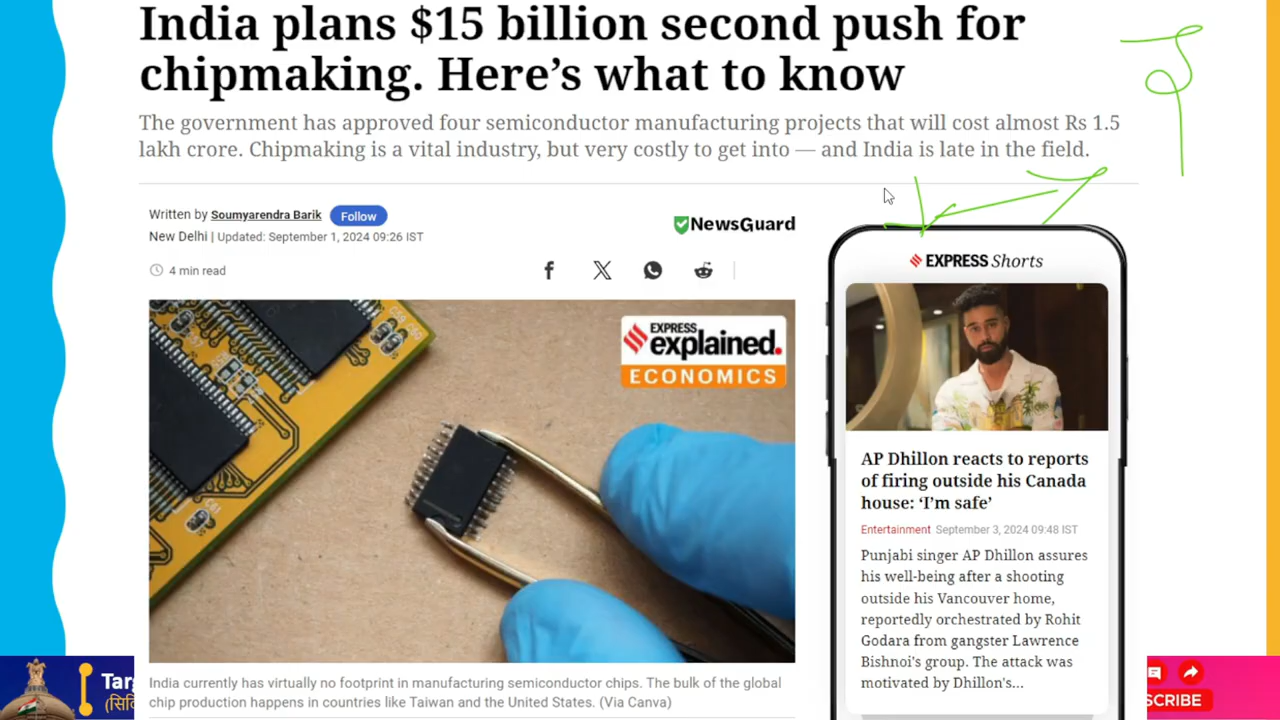 India plans $15 billion second push for
chipmaking. Here's what to know
The government has approved four semiconductor manufacturing projects that will cost almost Rs 1.5
lakh crore. Chipmaking is a vital industry, but very costly to get into — and India is late in the field.
Written by Soumyarendra Barik Follow
New Delhi | Updated: September 1, 2024 09:26 IST
NewsGuard
4 min read
EXPRESS
explained.
ECONOMICS
India currently has virtually no footprint in manufacturing semiconductor chips. The bulk of the global
chip production happens in countries like Taiwan and the United States. (Via Canva)
EXPRESS Shorts
AP Dhillon reacts to reports
of firing outside his Canada
house: 'I'm safe'
Entertainment September 3, 2024 09:48 IST
Punjabi singer AP Dhillon assures
his well-being after a shooting
outside his Vancouver home,
reportedly orchestrated by Rohit
Godara from gangster Lawrence
Bishnoi's group. The attack was
motivated by Dhillon's...